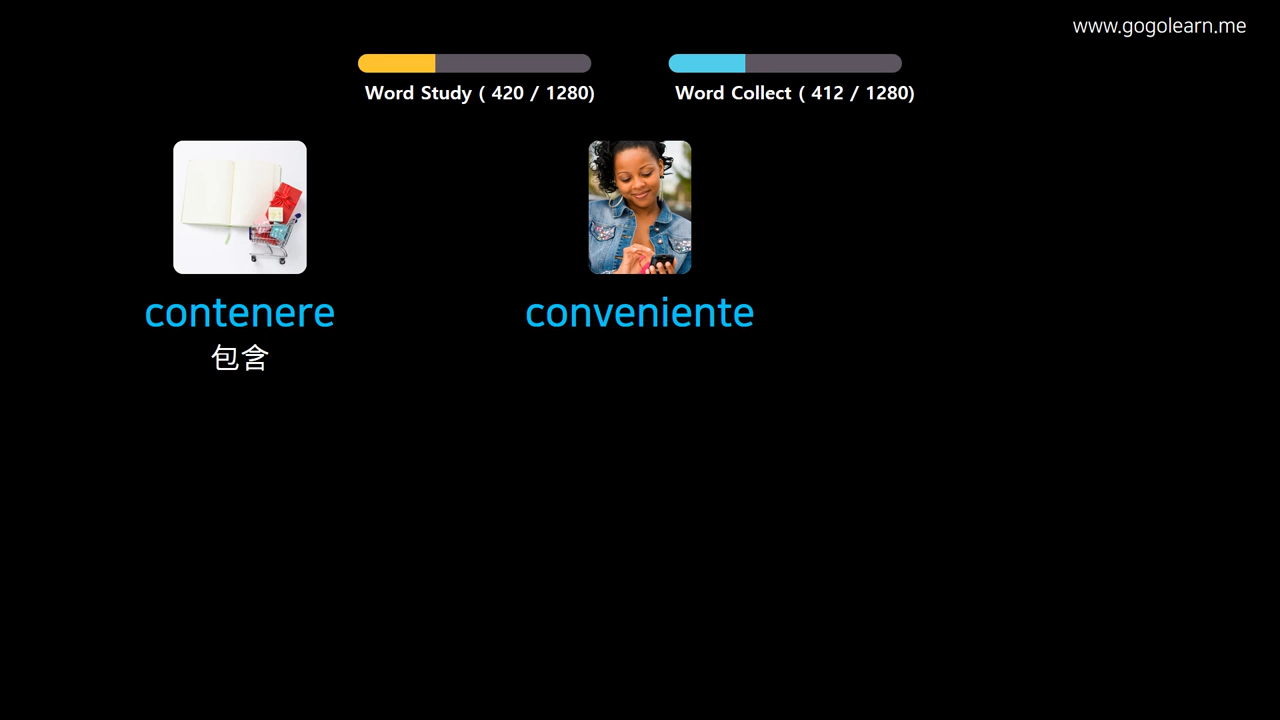 www.gogolearn.me
Word Study ( 420 / 1280)
Word Collect ( 412 / 1280)
contenere
包含
conveniente